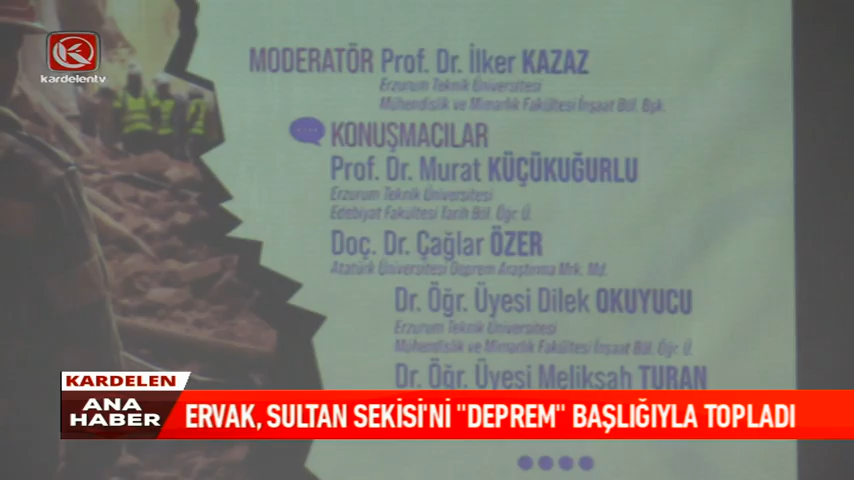 kardelentv
MODERATÖR Prof. Dr. İlker KAZAZ
Erzurum Teknik Üniversitesi
Mühendislik ve Mimarlık Fakültesi İnşaat Böl. Bşk.
KONUŞMACILAR
Prof. Dr. Murat KÜÇÜKUĞURLU
Erzurum Teknik Üniversitesi
Edebiyat Fakültesi Tarih Böl. Öğr. Ü.
Doç. Dr. Çağlar ÖZER
Atatürk Üniversitesi Deprem Araştırma Mrk. Md.
Dr. Öğr. Üyesi Dilek OKUYUCU
Erzurum Teknik Üniversitesi
Mühendislik ve Mimarlık Fakültesi İnşaat Böl. Öğr. Ü.
Dr. Öğr. Üyesi Melikşah TURAN
KARDELEN
ANA HABER
ERVAK, SULTAN SEKİSİ'Nİ "DEPREM" BAŞLIĞIYLA TOPLADI